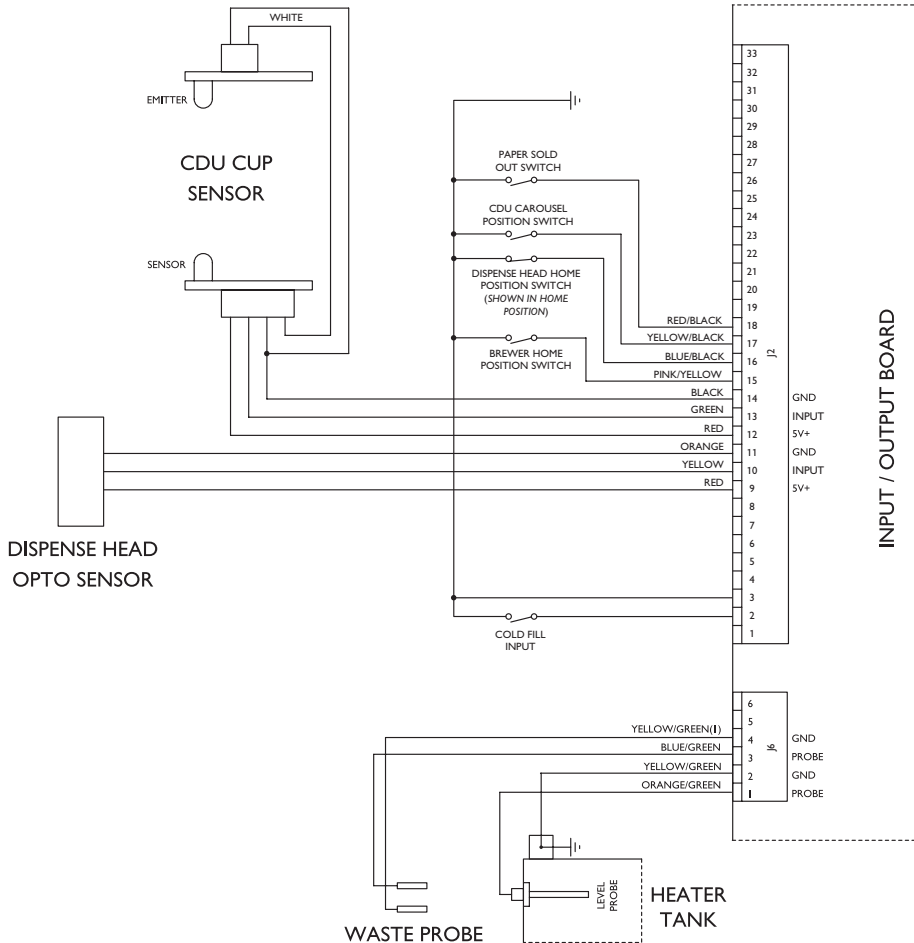 WHITE
EMITTER
CDU CUP
SENSOR
SENSOR
PAPER SOLD
OUT SWITCH
CDU CAROUSEL
POSITION SWITCH
DISPENSE HEAD HOME
POSITION SWITCH
(SHOWN IN HOME
POSITION)
BREWER HOME
POSITION SWITCH
RED/BLACK
YELLOW/BLACK
BLUE/BLACK
PINK/YELLOW
BLACK
GREEN
RED
ORANGE
YELLOW
RED
33
32
31
30
29
28
27
26
25
24
23
22
21
20
19
18
17
16
15
14
13
12
11
10
9
8
7
6
5
4
3
2
1
J2
GND
INPUT
5V+
GND
INPUT
5V+
INPUT / OUTPUT BOARD
DISPENSE HEAD
OPTO SENSOR
COLD FILL
INPUT
YELLOW/GREEN(1)
BLUE/GREEN
YELLOW/GREEN
ORANGE/GREEN
6
5
4
3
2
1
J6
GND
PROBE
GND
PROBE
LEVEL
PROBE
HEATER
TANK
WASTE PROBE